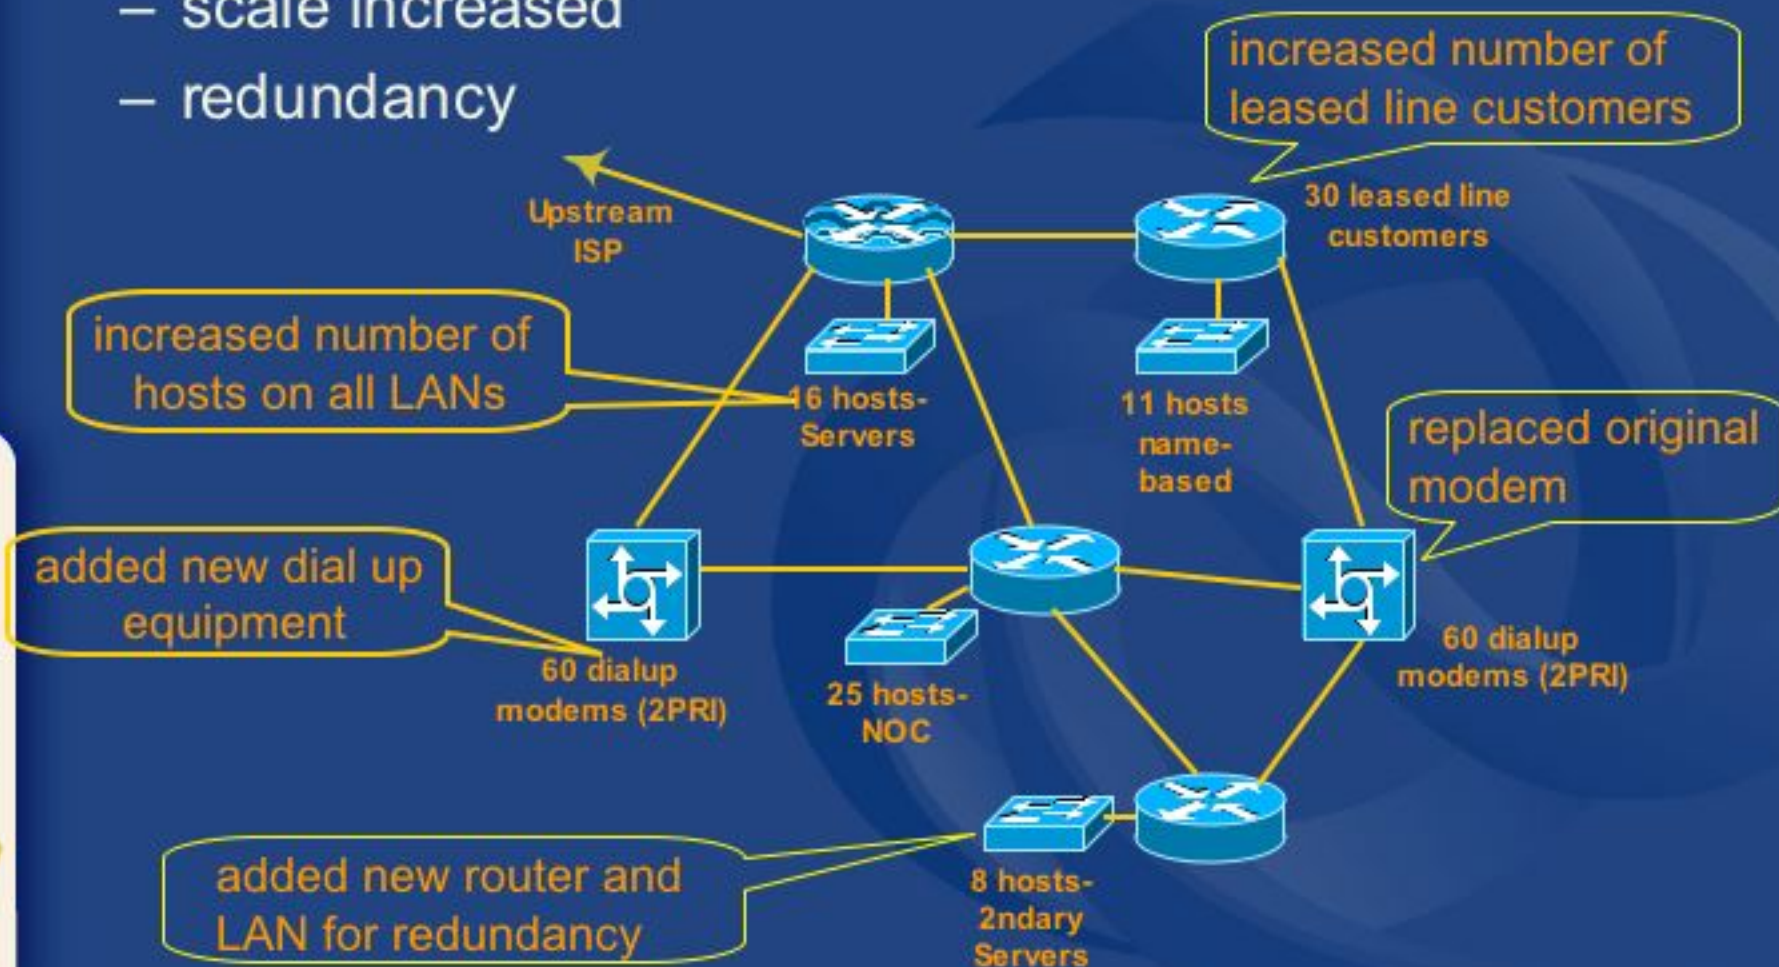 – scale increased
– redundancy
increased number of
leased line customers
Upstream
ISP
30 leased line
customers
increased number of
hosts on all LANs
16 hosts-
Servers
11 hosts
name-
based
replaced original
modem
added new dial up
equipment
60 dialup
modems (2PRI)
25 hosts-
NOC
60 dialup
modems (2PRI)
added new router and
LAN for redundancy
8 hosts-
2ndary
Servers